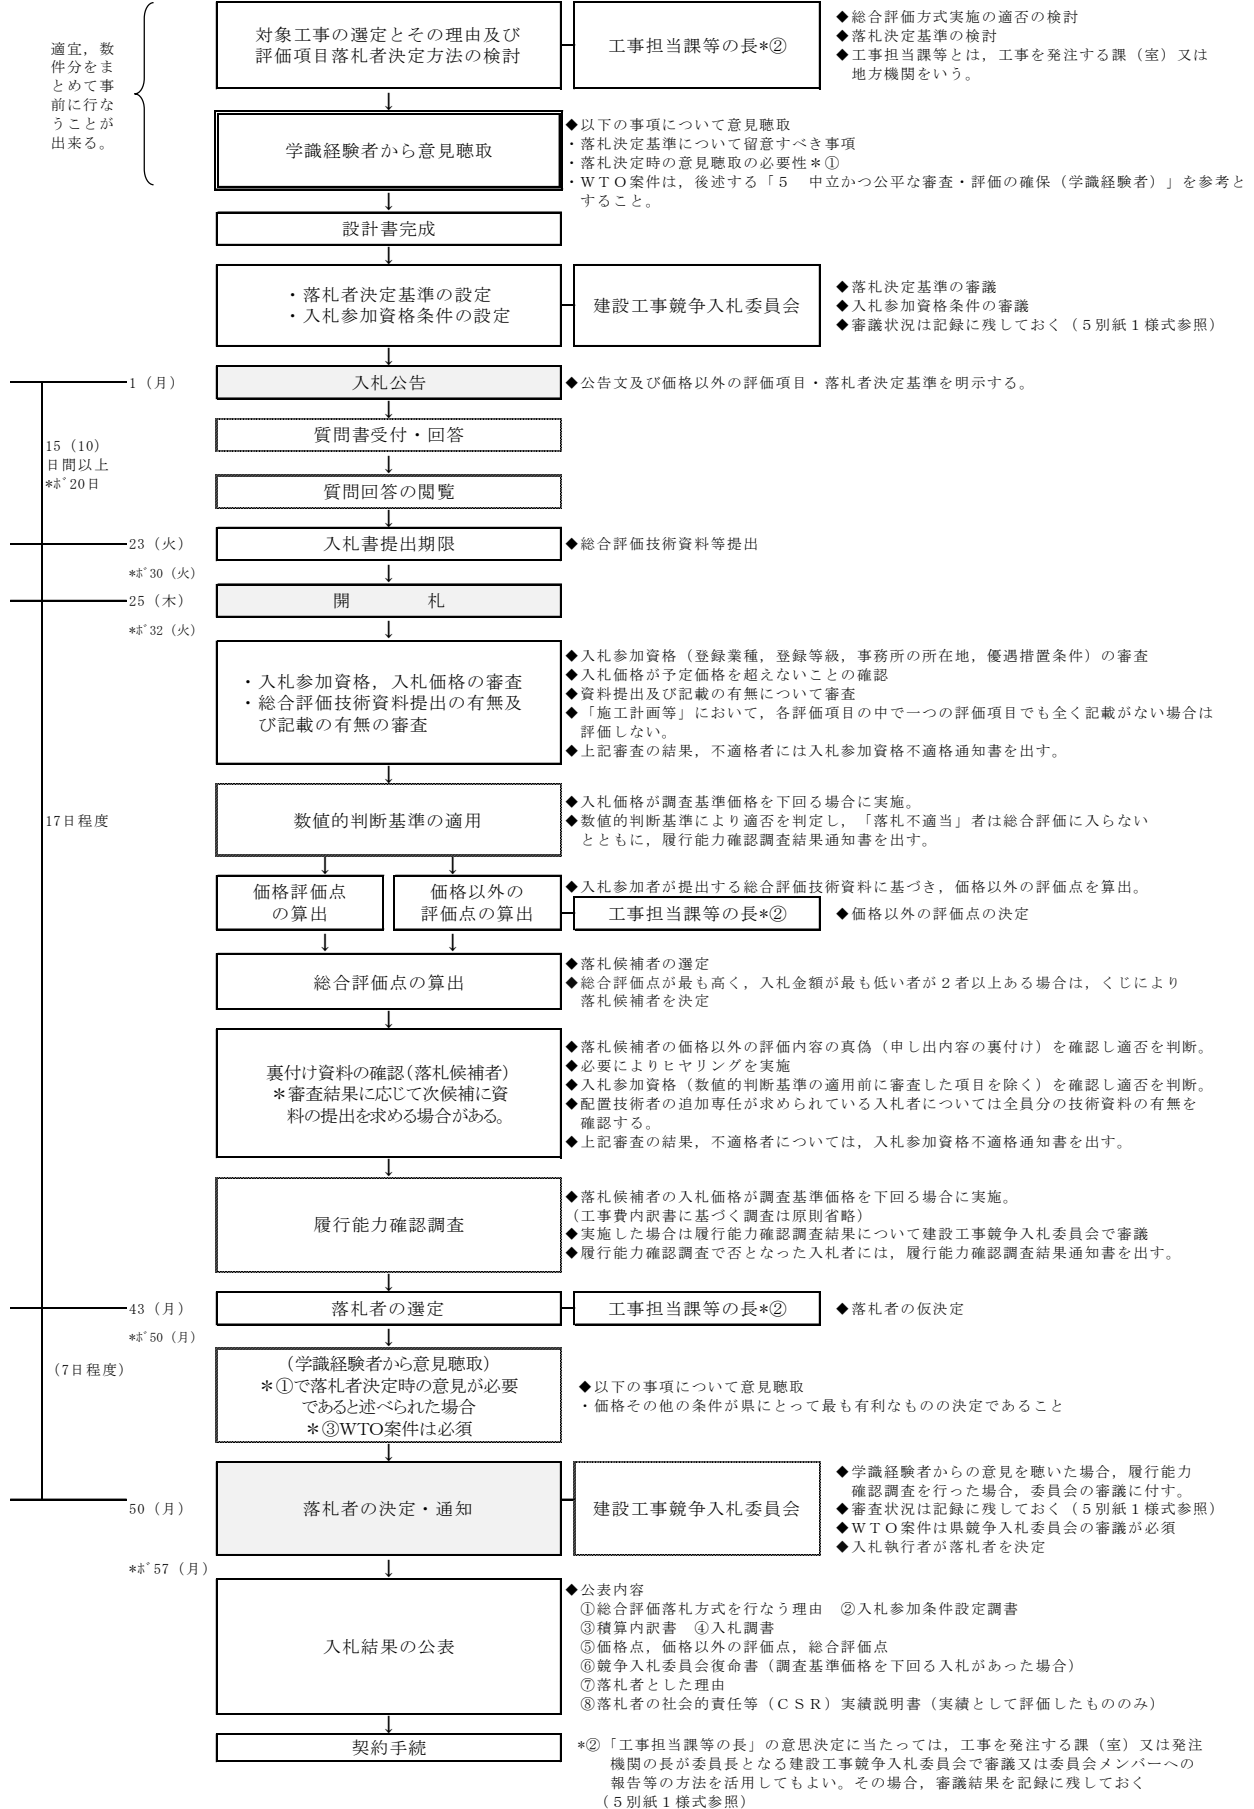 適宜，数
件分をま
とめて事
前に行な
うことが
出来る。
対象工事の選定とその理由及び
評価項目落札者決定方法の検討
工事担当課等の長*②
◆総合評価方式実施の適否の検討
◆落札決定基準の検討
◆工事担当課等とは，工事を発注する課（室）又は
地方機関をいう。
↓
学識経験者から意見聴取
◆以下の事項について意見聴取
・落札決定基準について留意すべき事項
・落札決定時の意見聴取の必要性＊①
・ＷＴＯ案件は，後述する「５　中立かつ公平な審査・評価の確保（学識経験者）」を参考と
すること。
↓
設計書完成
↓
・落札者決定基準の設定
・入札参加資格条件の設定
建設工事競争入札委員会
◆落札決定基準の審議
◆入札参加資格条件の審議
◆審議状況は記録に残しておく（５別紙１様式参照）
↓
1（月）
入札公告
◆公告文及び価格以外の評価項目・落札者決定基準を明示する。
↓
質問書受付・回答
15（10）
日間以上
*ﾎﾞ20日
↓
質問回答の閲覧
↓
23（火）
入札書提出期限
◆総合評価技術資料等提出
*ﾎﾞ30（火）
↓
25（木）
開　　　　札
*ﾎﾞ32（火）
↓
・入札参加資格，入札価格の審査
・総合評価技術資料提出の有無及
び記載の有無の審査
◆入札参加資格（登録業種，登録等級，事務所の所在地，優遇措置条件）の審査
◆入札価格が予定価格を超えないことの確認
◆資料提出及び記載の有無について審査
◆「施工計画等」において，各評価項目の中で一つの評価項目でも全く記載がない場合は
評価しない。
◆上記審査の結果，不適格者には入札参加資格不適格通知書を出す。
↓
17日程度
数値的判断基準の適用
◆入札価格が調査基準価格を下回る場合に実施。
◆数値的判断基準により適否を判定し，「落札不適当」者は総合評価に入らない
とともに，履行能力確認調査結果通知書を出す。
↓　↓
価格評価点
の算出
価格以外の
評価点の算出
◆入札参加者が提出する総合評価技術資料に基づき，価格以外の評価点を算出。
工事担当課等の長*②
◆価格以外の評価点の決定
↓　↓
総合評価点の算出
◆落札候補者の選定
◆総合評価点が最も高く，入札金額が最も低い者が２者以上ある場合は，くじにより
落札候補者を決定
↓
裏付け資料の確認（落札候補者）
＊審査結果に応じて次候補に資
料の提出を求める場合がある。
◆落札候補者の価格以外の評価内容の真偽（申し出内容の裏付け）を確認し適否を判断。
◆必要によりヒヤリングを実施
◆入札参加資格（数値的判断基準の適用前に審査した項目を除く）を確認し適否を判断。
◆配置技術者の追加専任が求められている入札者については全員分の技術資料の有無を
確認する。
◆上記審査の結果，不適格者については，入札参加資格不適格通知書を出す。
↓
履行能力確認調査
◆落札候補者の入札価格が調査基準価格を下回る場合に実施。
（工事費内訳書に基づく調査は原則省略）
◆実施した場合は履行能力確認調査結果について建設工事競争入札委員会で審議
◆履行能力確認調査で否となった入札者には，履行能力確認調査結果通知書を出す。
↓
43（月）
落札者の選定
工事担当課等の長*②
◆落札者の仮決定
*ﾎﾞ50（月）
↓
（7日程度）
（学識経験者から意見聴取）
＊①で落札者決定時の意見が必要
であると述べられた場合
＊③WTO案件は必須
◆以下の事項について意見聴取
・価格その他の条件が県にとって最も有利なものの決定であること
↓
50（月）
落札者の決定・通知
建設工事競争入札委員会
◆学識経験者からの意見を聴いた場合，履行能力
確認調査を行った場合，委員会の審議に付す。
◆審査状況は記録に残しておく（５別紙１様式参照）
◆ＷＴＯ案件は県競争入札委員会の審議が必須
◆入札執行者が落札者を決定
*ﾎﾞ57（月）
↓
入札結果の公表
◆公表内容
①総合評価落札方式を行なう理由　②入札参加条件設定調書
③積算内訳書　④入札調書
⑤価格点，価格以外の評価点，総合評価点
⑥競争入札委員会復命書（調査基準価格を下回る入札があった場合）
⑦落札者とした理由
⑧落札者の社会的責任等（ＣＳＲ）実績説明書（実績として評価したもののみ）
↓
契約手続
*②「工事担当課等の長」の意思決定に当たっては，工事を発注する課（室）又は発注
機関の長が委員長となる建設工事競争入札委員会で審議又は委員会メンバーへの
報告等の方法を活用してもよい。その場合，審議結果を記録に残しておく
（５別紙１様式参照）